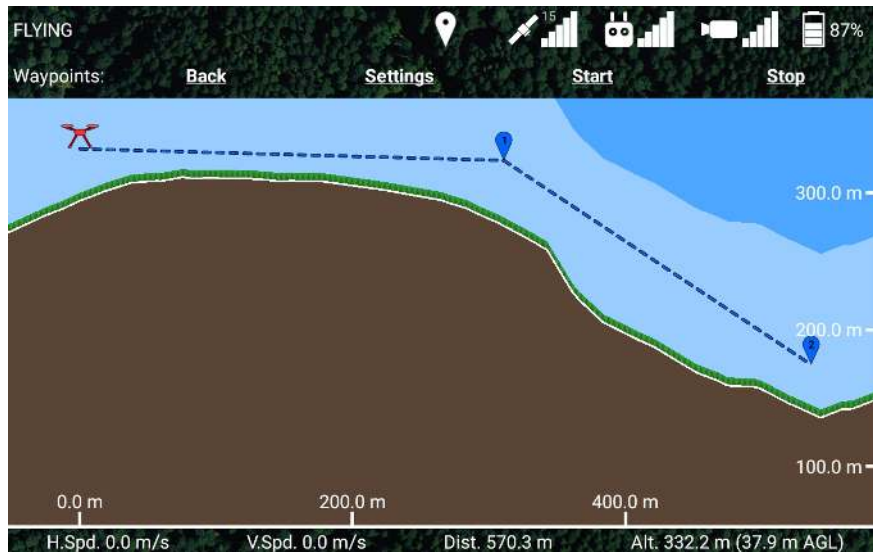 FLYING 15 87%
Waypoints: Back Settings Start Stop
1
300.0 m
200.0 m
2
100.0 m
0.0 m 200.0 m 400.0 m
H.Spd. 0.0 m/s V.Spd. 0.0 m/s Dist. 570.3 m Alt. 332.2 m (37.9 m AGL)